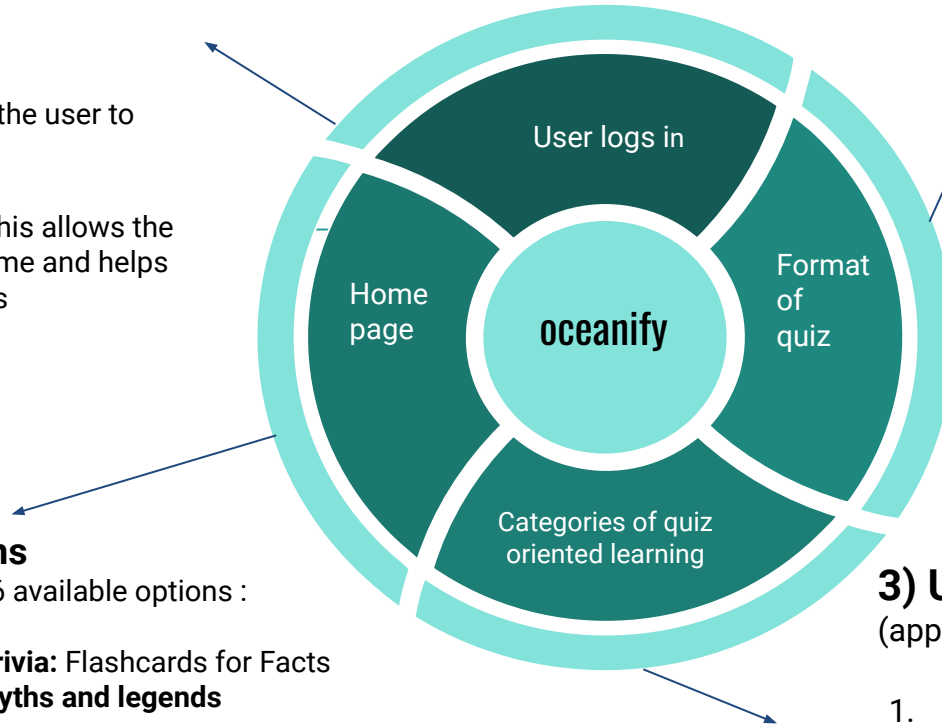 the user to
his allows the
me and helps
s
User logs in
Format
of
quiz
Home
page
oceanify
Categories of quiz
oriented learning
ns
6 available options :
rivia: Flashcards for Facts
yths and legends
3) U
(app
1.